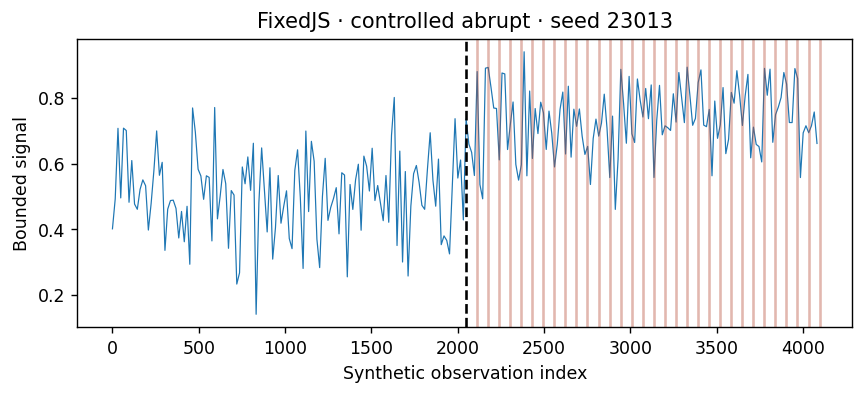 FixedJS · controlled abrupt · seed 23013
Bounded signal
0.8
0.6
0.4
0.2
0 500 1000 1500 2000 2500 3000 3500 4000
Synthetic observation index